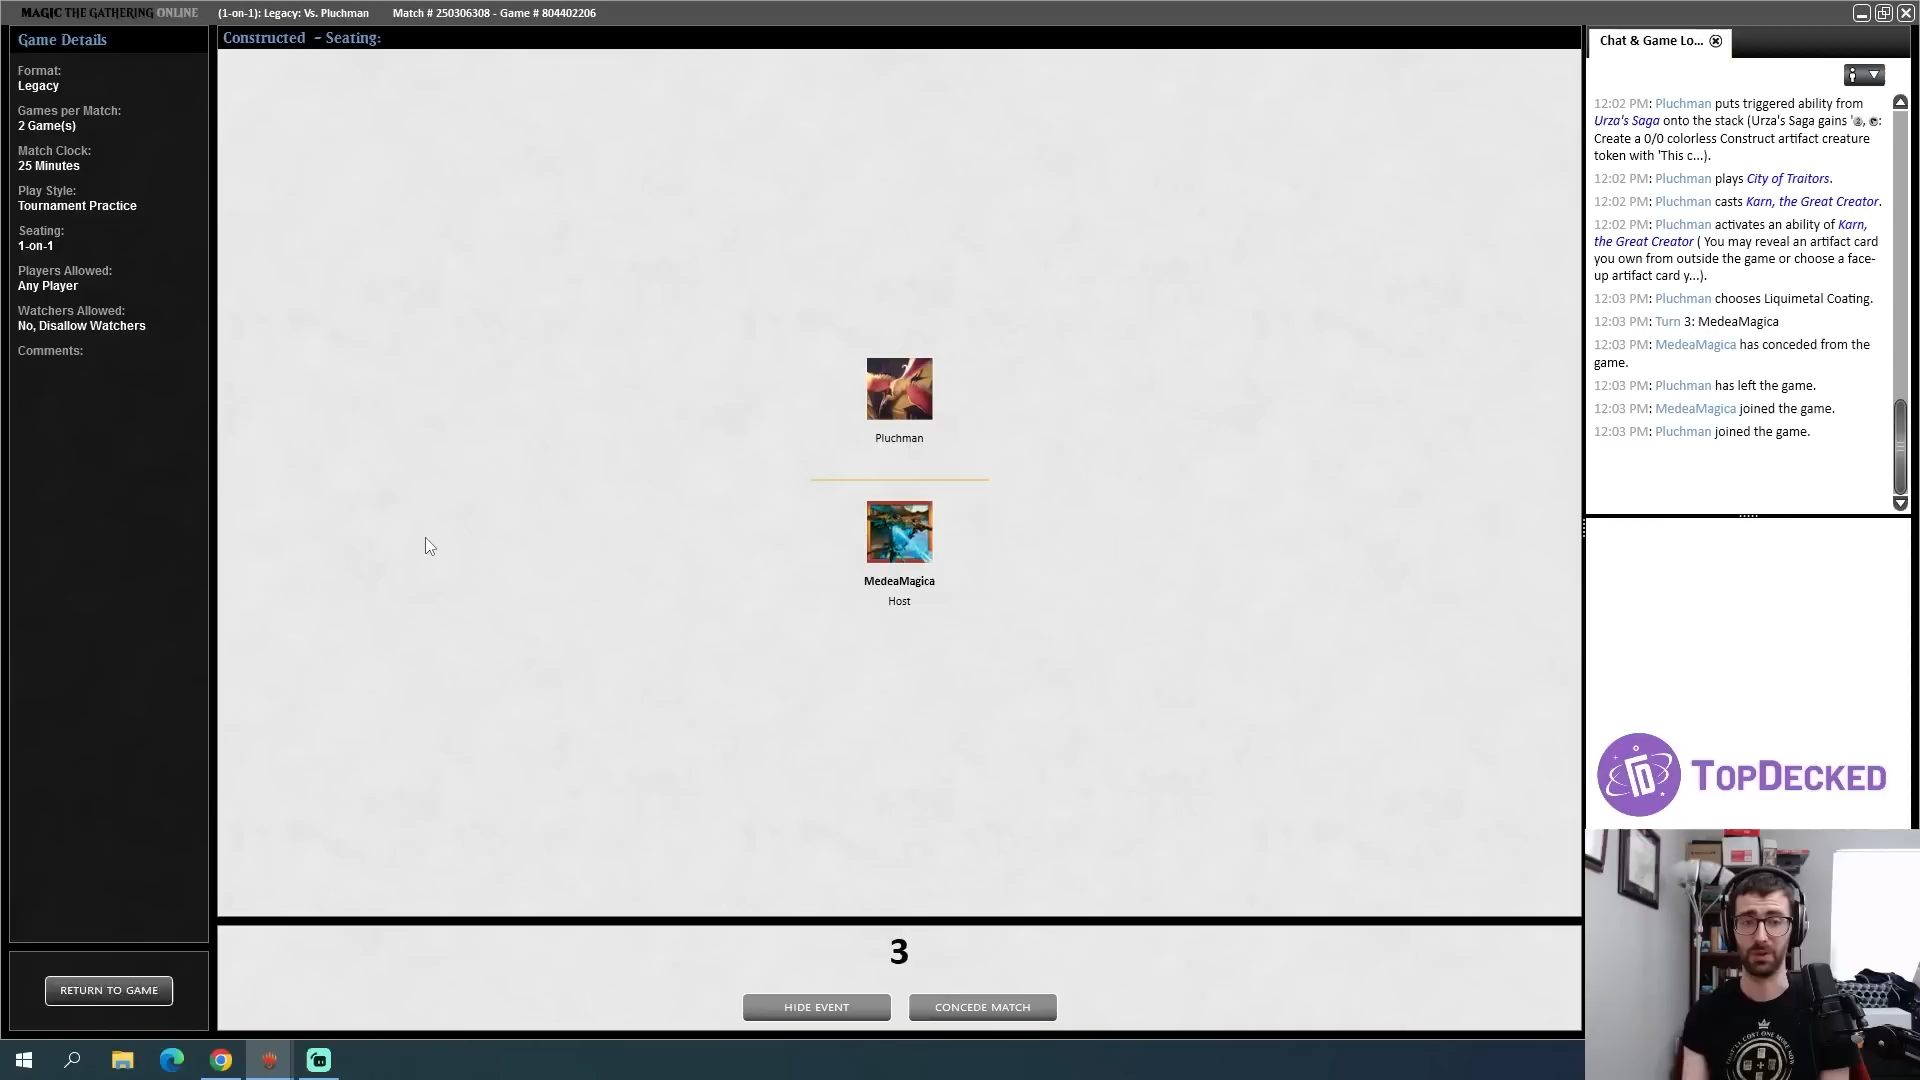 MAGIC THE GATHERING ONLINE
(1-on-1): Legacy: Vs. Pluchman
Match # 250306308 - Game # 804402206
Game Details
Format:
Legacy
Games per Match:
2 Game(s)
Match Clock:
25 Minutes
Play Style:
Tournament Practice
Seating:
1-on-1
Players Allowed:
Any Player
Watchers Allowed:
No, Disallow Watchers
Comments:
RETURN TO GAME
Constructed - Seating:
Pluchman
MedeaMagica
Host
3
HIDE EVENT
CONCEDE MATCH
Chat & Game Lo...
12:02 PM: Pluchman puts triggered ability from
Urza's Saga onto the stack (Urza's Saga gains '2, :
Create a 0/0 colorless Construct artifact creature
token with 'This c...).
12:02 PM: Pluchman plays City of Traitors.
12:02 PM: Pluchman casts Karn, the Great Creator.
12:02 PM: Pluchman activates an ability of Karn,
the Great Creator ( You may reveal an artifact card
you own from outside the game or choose a face-
up artifact card y...).
12:03 PM: Pluchman chooses Liquimetal Coating.
12:03 PM: Turn 3: MedeaMagica
12:03 PM: MedeaMagica has conceded from the
game.
12:03 PM: Pluchman has left the game.
12:03 PM: MedeaMagica joined the game.
12:03 PM: Pluchman joined the game.
TOPDECKED
THAT'LL COST ONE MORE NOW